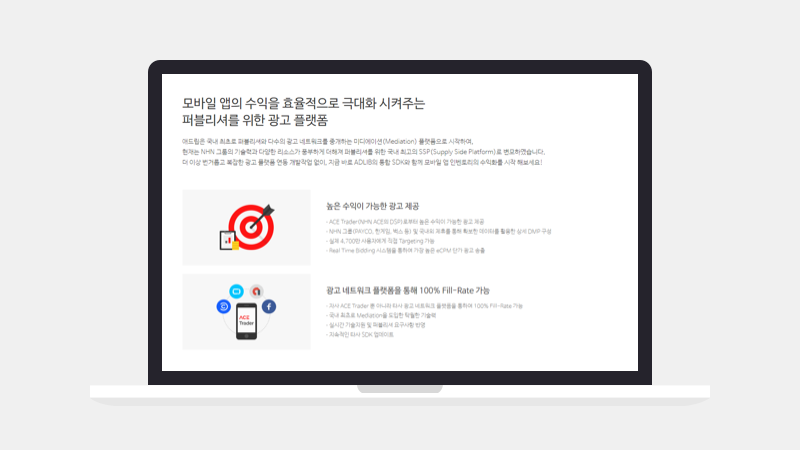 모바일 앱의 수익을 효율적으로 극대화 시켜주는
퍼블리셔를 위한 광고 플랫폼
애드립은 국내 최초로 퍼블리셔와 다수의 광고 네트워크를 중개하는 미디에이션(Mediation) 플랫폼으로 시작하여,
현재는 NHN 그룹의 기술력과 다양한 리소스가 풍부하게 더해져 퍼블리셔를 위한 국내 최고의 SSP(Supply Side Platform)로 변모하였습니다.
더 이상 번거롭고 복잡한 광고 플랫폼 연동 개발작업 없이, 지금 바로 ADLIB의 통합 SDK와 함께 모바일 앱 인벤토리의 수익화를 시작 해보세요!
높은 수익이 가능한 광고 제공
- ACE Trader(NHN ACE의 DSP)로부터 높은 수익이 가능한 광고 제공
- NHN 그룹(PAYCO, 한게임, 벅스 등) 및 국내외 제휴를 통해 확보한 데이터를 활용한 상세 DMP 구성
- 실제 4,700만 사용자에게 직접 Targeting 가능
- Real Time Bidding 시스템을 통하여 가장 높은 eCPM 단가 광고 송출
광고 네트워크 플랫폼을 통해 100% Fill-Rate 가능
- 자사 ACE Trader 뿐 아니라 타사 광고 네트워크 플랫폼을 통하여 100% Fill-Rate 가능
- 국내 최초로 Mediation을 도입한 탁월한 기술력
- 실시간 기술지원 및 퍼블리셔 요구사항 반영
- 지속적인 타사 SDK 업데이트
ACE
Trader